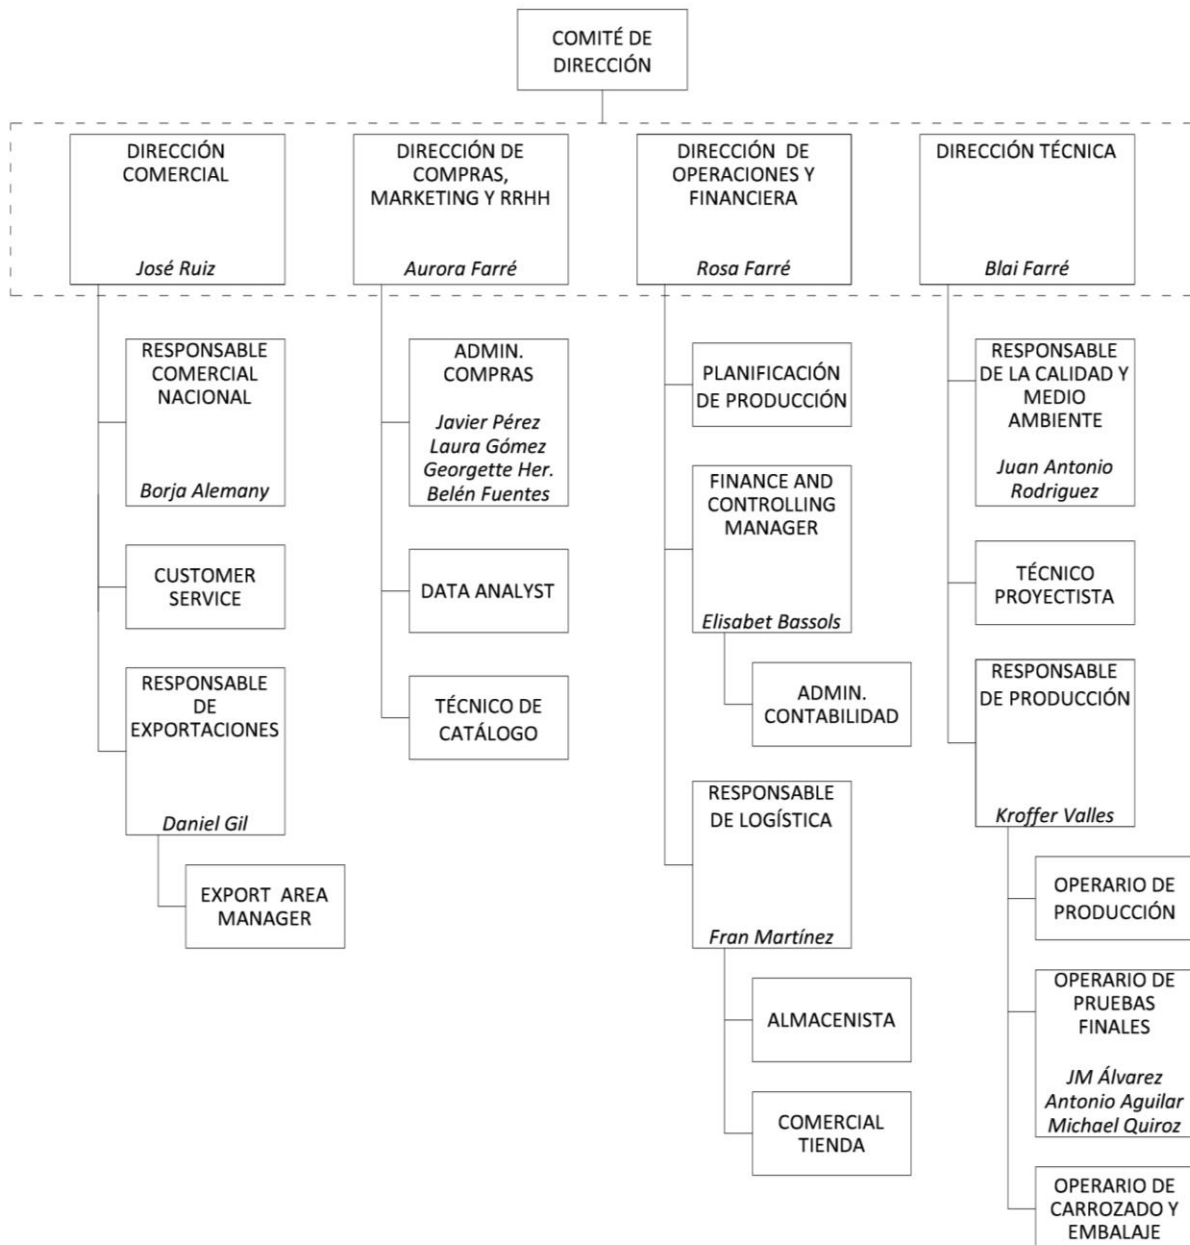 COMITÉ DE
DIRECCIÓN
DIRECCIÓN
COMERCIAL
José Ruiz
DIRECCIÓN DE
COMPRAS,
MARKETING Y RRHH
Aurora Farré
DIRECCIÓN DE
OPERACIONES Y
FINANCIERA
Rosa Farré
DIRECCIÓN TÉCNICA
Blai Farré
RESPONSABLE
COMERCIAL
NACIONAL
Borja Alemany
CUSTOMER
SERVICE
RESPONSABLE
DE
EXPORTACIONES
Daniel Gil
EXPORT AREA
MANAGER
ADMIN.
COMPRAS
Javier Pérez
Laura Gómez
Georgette Her.
Belén Fuentes
DATA ANALYST
TÉCNICO DE
CATÁLOGO
PLANIFICACIÓN
DE PRODUCCIÓN
FINANCE AND
CONTROLLING
MANAGER
Elisabet Bassols
ADMIN.
CONTABILIDAD
RESPONSABLE
DE LOGÍSTICA
Fran Martínez
ALMACENISTA
COMERCIAL
TIENDA
RESPONSABLE
DE LA CALIDAD Y
MEDIO
AMBIENTE
Juan Antonio
Rodriguez
TÉCNICO
PROYECTISTA
RESPONSABLE
DE PRODUCCIÓN
Kroffer Valles
OPERARIO DE
PRODUCCIÓN
OPERARIO DE
PRUEBAS
FINALES
JM Álvarez
Antonio Aguilar
Michael Quiroz
OPERARIO DE
CARROZADO Y
EMBALAJE